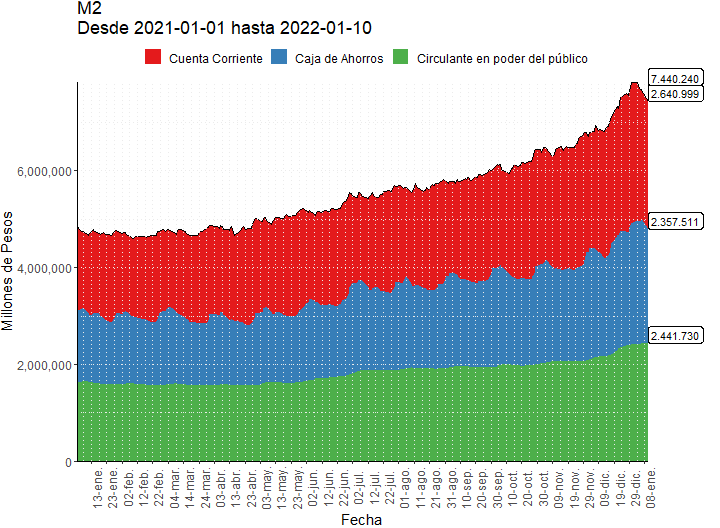 M2
Desde 2021-01-01 hasta 2022-01-10
Cuenta Corriente Caja de Ahorros Circulante en poder del público
7.440.240
2.640.999
6,000,000
2.357.511
4,000,000
2.441.730
2,000,000
0
Millones de Pesos
13-ene.
23-ene.
02-feb.
12-feb.
22-feb.
04-mar.
14-mar.
24-mar.
03-abr.
13-abr.
23-abr.
03-may.
13-may.
23-may.
02-jun.
12-jun.
22-jun.
02-jul.
12-jul.
22-jul.
01-ago.
11-ago.
21-ago.
31-ago.
10-sep.
20-sep.
30-sep.
10-oct.
20-oct.
30-oct.
09-nov.
19-nov.
29-nov.
09-dic.
19-dic.
29-dic.
08-ene.
Fecha